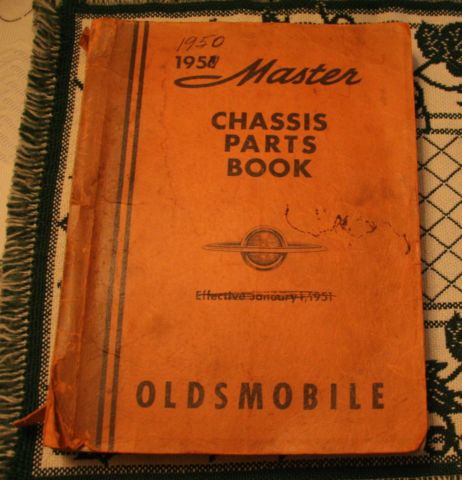 1950
1951 Master
CHASSIS
PARTS
BOOK
Effective January 1, 1951
OLDSMOBILE